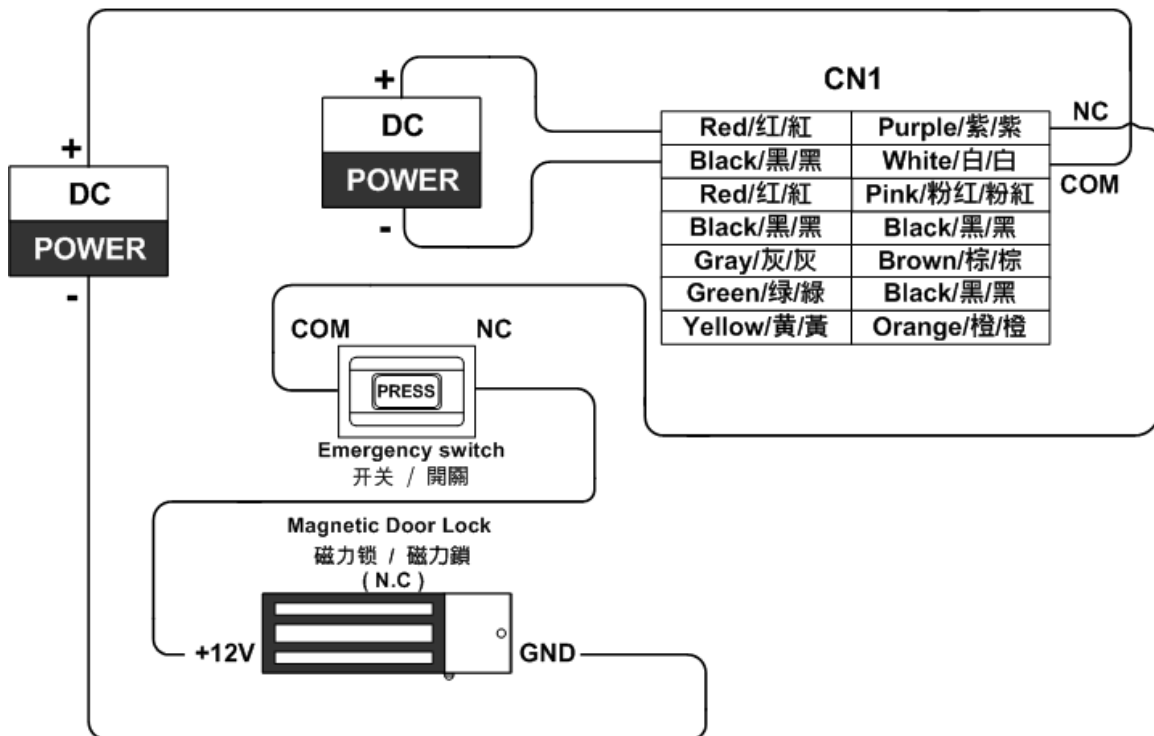 CN1
+
DC
POWER
-
+
DC
POWER
-
Red/红/紅 Purple/紫/紫 NC
Black/黑/黑 White/白/白 COM
Red/红/紅 Pink/粉红/粉紅
Black/黑/黑 Black/黑/黑
Gray/灰/灰 Brown/棕/棕
Green/绿/綠 Black/黑/黑
Yellow/黄/黃 Orange/橙/橙
COM NC
PRESS
Emergency switch
开关 / 開關
Magnetic Door Lock
磁力锁 / 磁力鎖
( N.C )
+12V GND